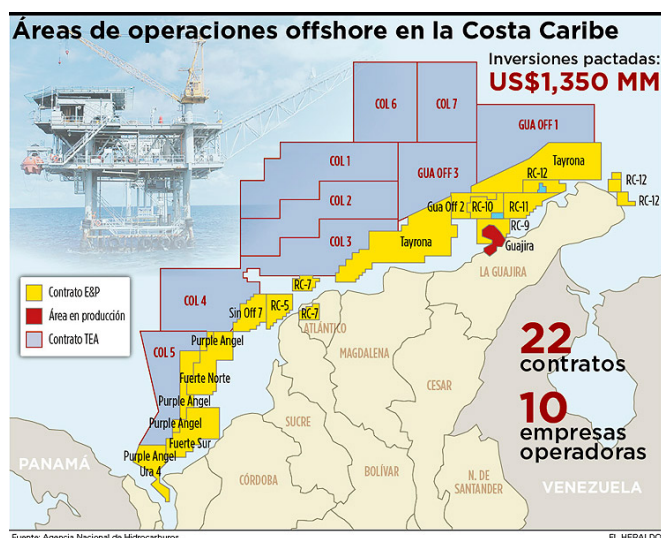 Áreas de operaciones offshore en la Costa Caribe
Inversiones pactadas:
US$1,350 MM
COL 6
COL 7
GUA OFF 1
COL 1
GUA OFF 3
Tayrona
RC-12
RC-12
RC-12
COL 2
Gua Off 2
RC-10
RC-11
RC-9
COL 3
Tayrona
Guajira
LA GUAJIRA
Contrato E&P
Área en producción
Contrato TEA
RC-7
COL 4
Sin Off 7
RC-5
RC-7
ATLÁNTICO
MAGDALENA
COL 5
Purple Angel
Fuerte Norte
Purple Angel
Purple Angel
Fuerte Sur
Purple Angel
Ura 4
CESAR
SUCRE
CÓRDOBA
BOLÍVAR
N. DE
SANTANDER
PANAMÁ
VENEZUELA
22
contratos
10
empresas
operadoras
Fuente: Agencia Nacional de Hidrocarburos
EL HERALDO